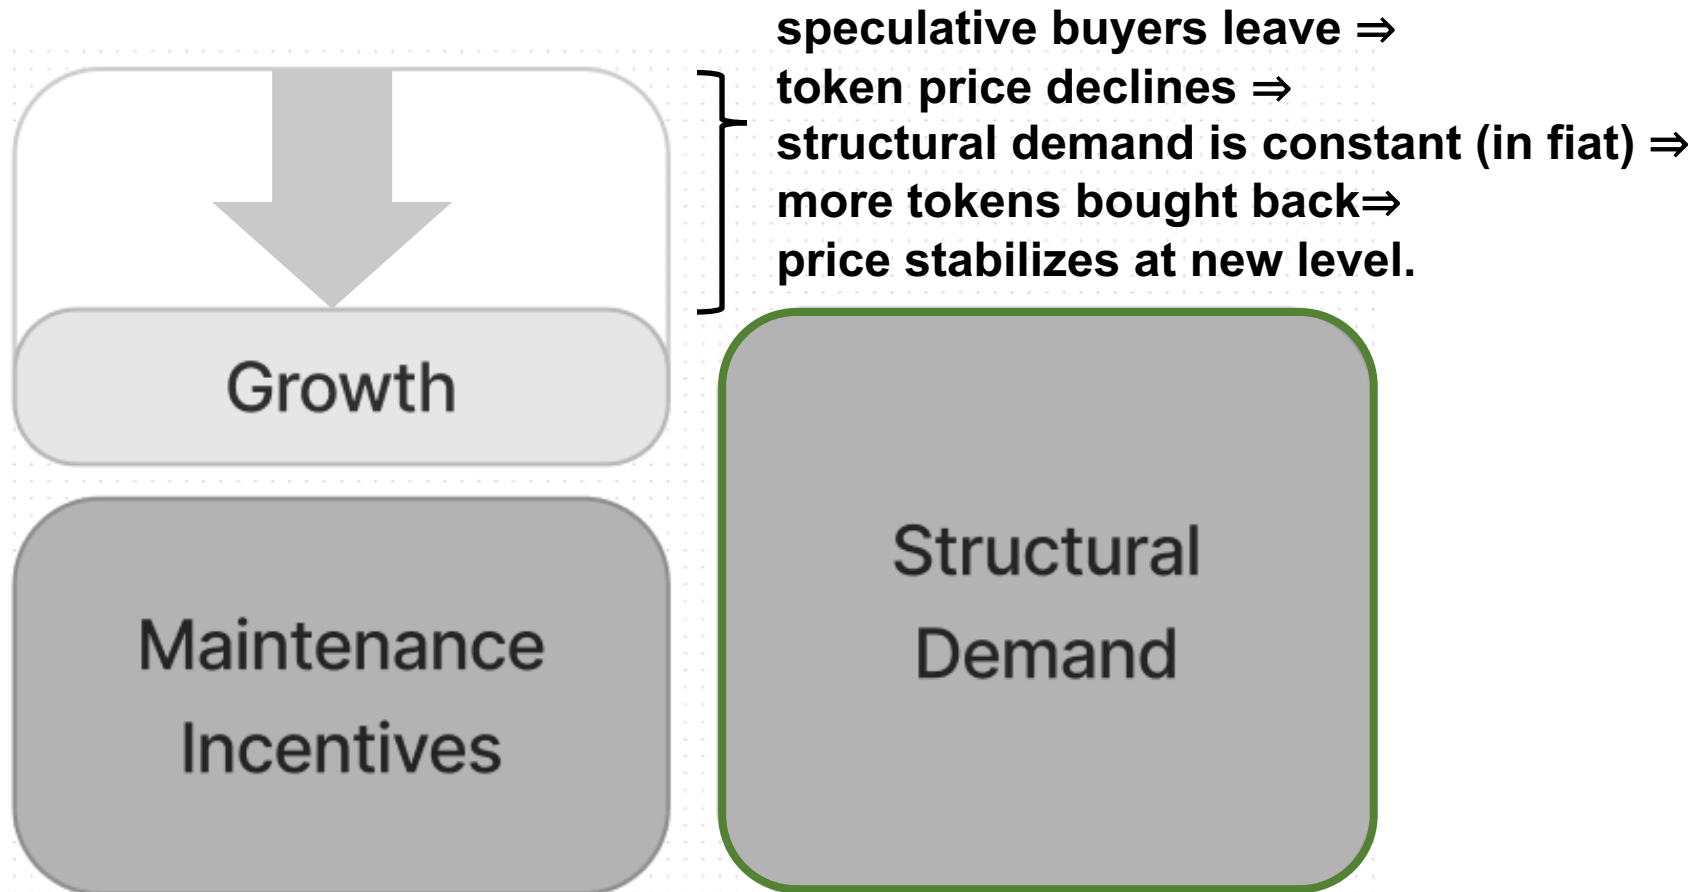 speculative buyers leave ⇒
token price declines ⇒
structural demand is constant (in fiat) ⇒
more tokens bought back⇒
price stabilizes at new level.
Growth
Maintenance
Incentives
Structural
Demand